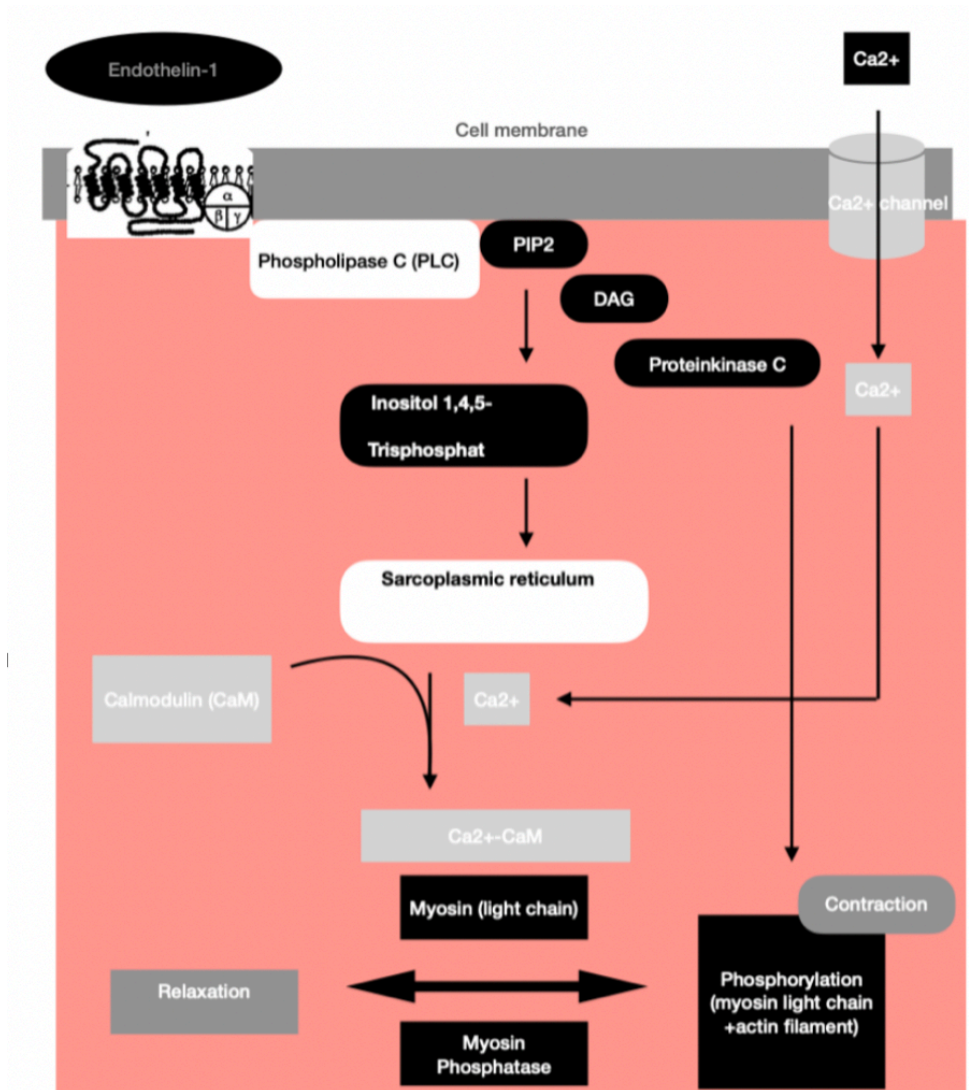 Endothelin-1
Ca2+
Cell membrane
α
β γ
Ca2+ channel
Phospholipase C (PLC)
PIP2
DAG
Proteinkinase C
Ca2+
Inositol 1,4,5-
Trisphosphat
Sarcoplasmic reticulum
Calmodulin (CaM)
Ca2+
Ca2+-CaM
Myosin (light chain)
Contraction
Relaxation
Phosphorylation
(myosin light chain
+actin filament)
Myosin
Phosphatase